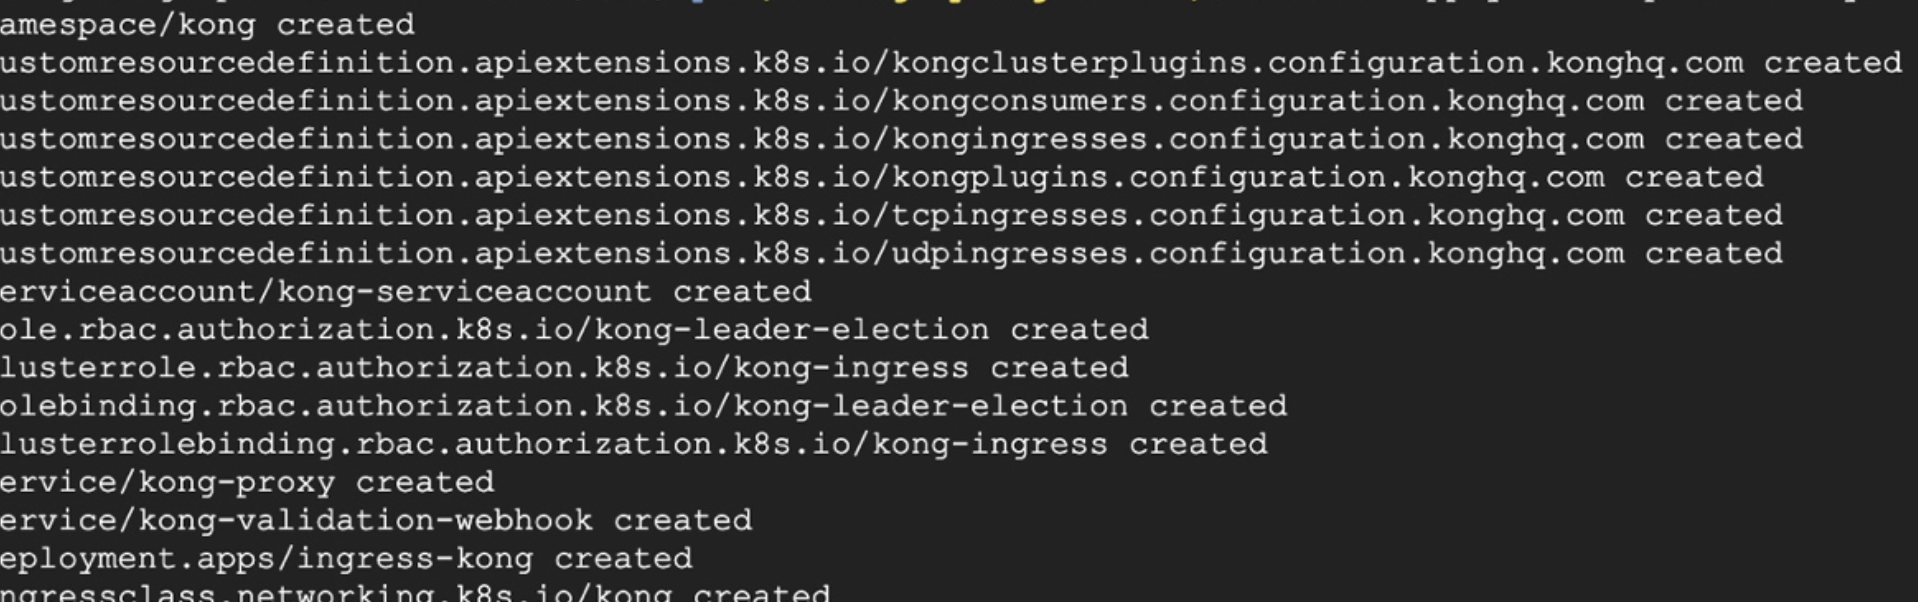 amespace/kong created
ustomresourcedefinition.apiextensions.k8s.io/kongclusterplugins.configuration.konghq.com created
ustomresourcedefinition.apiextensions.k8s.io/kongconsumers.configuration.konghq.com created
ustomresourcedefinition.apiextensions.k8s.io/kongingresses.configuration.konghq.com created
ustomresourcedefinition.apiextensions.k8s.io/kongplugins.configuration.konghq.com created
ustomresourcedefinition.apiextensions.k8s.io/tcpingresses.configuration.konghq.com created
ustomresourcedefinition.apiextensions.k8s.io/udpingresses.configuration.konghq.com created
erviceaccount/kong-serviceaccount created
ole.rbac.authorization.k8s.io/kong-leader-election created
lusterrole.rbac.authorization.k8s.io/kong-ingress created
olebinding.rbac.authorization.k8s.io/kong-leader-election created
lusterrolebinding.rbac.authorization.k8s.io/kong-ingress created
ervice/kong-proxy created
ervice/kong-validation-webhook created
eployment.apps/ingress-kong created
ngressclass.networking.k8s.io/kong created